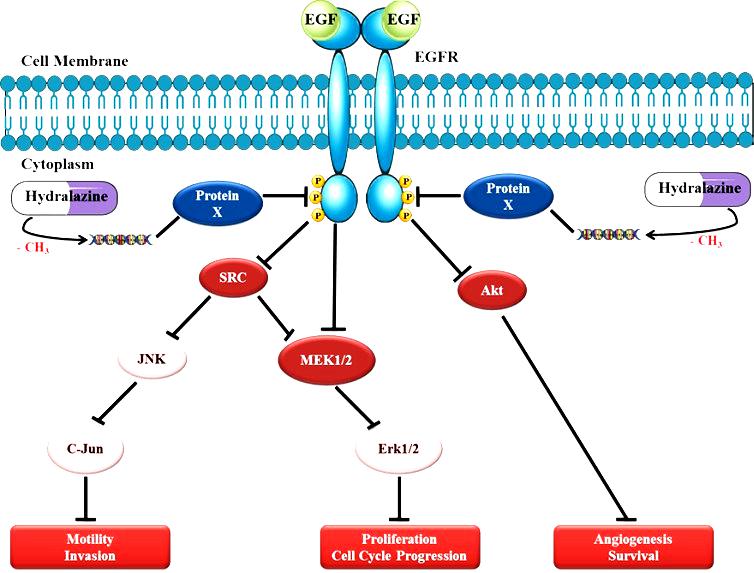 EGF
EGF
Cell Membrane
EGFR
Cytoplasm
Hydralazine
Protein
X
P
P
P
P
P
P
Protein
X
Hydralazine
- CH3
- CH3
SRC
Akt
JNK
MEK1/2
C-Jun
Erk1/2
Motility
Invasion
Proliferation
Cell Cycle Progression
Angiogenesis
Survival